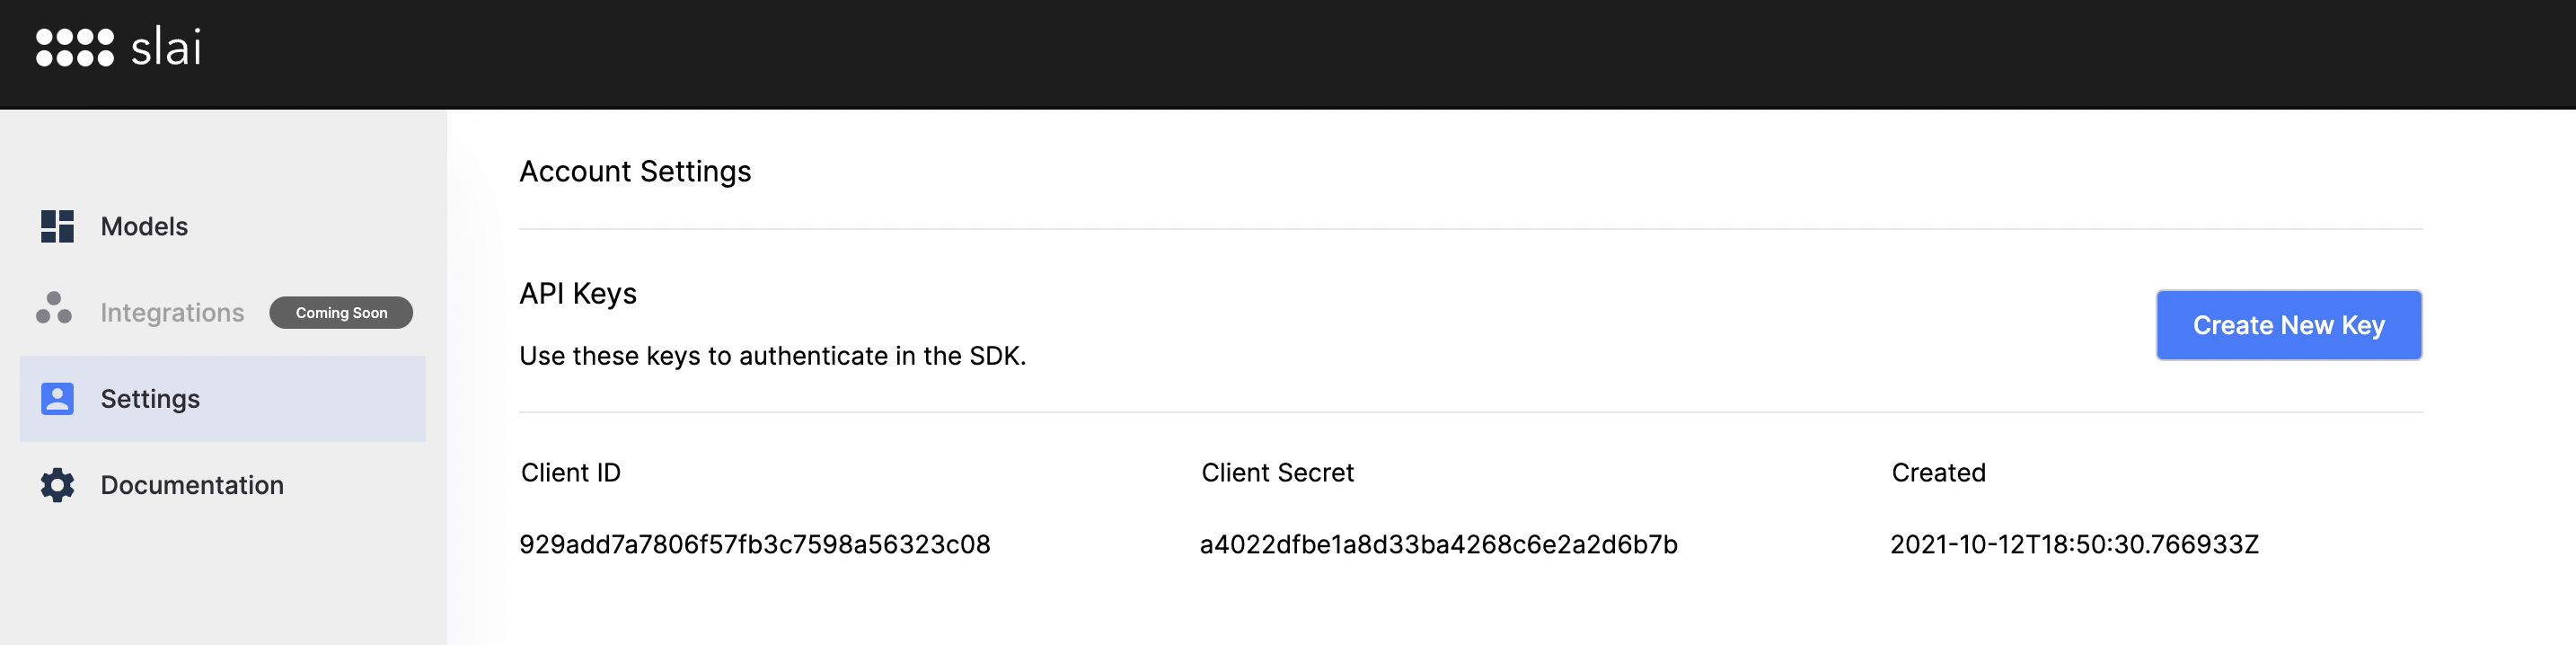 slai
Models
Integrations Coming Soon
Settings
Documentation
Account Settings
API Keys
Use these keys to authenticate in the SDK.
Create New Key
Client ID Client Secret Created
929add7a7806f57fb3c7598a56323c08 a4022dfbe1a8d33ba4268c6e2a2d6b7b 2021-10-12T18:50:30.766933Z